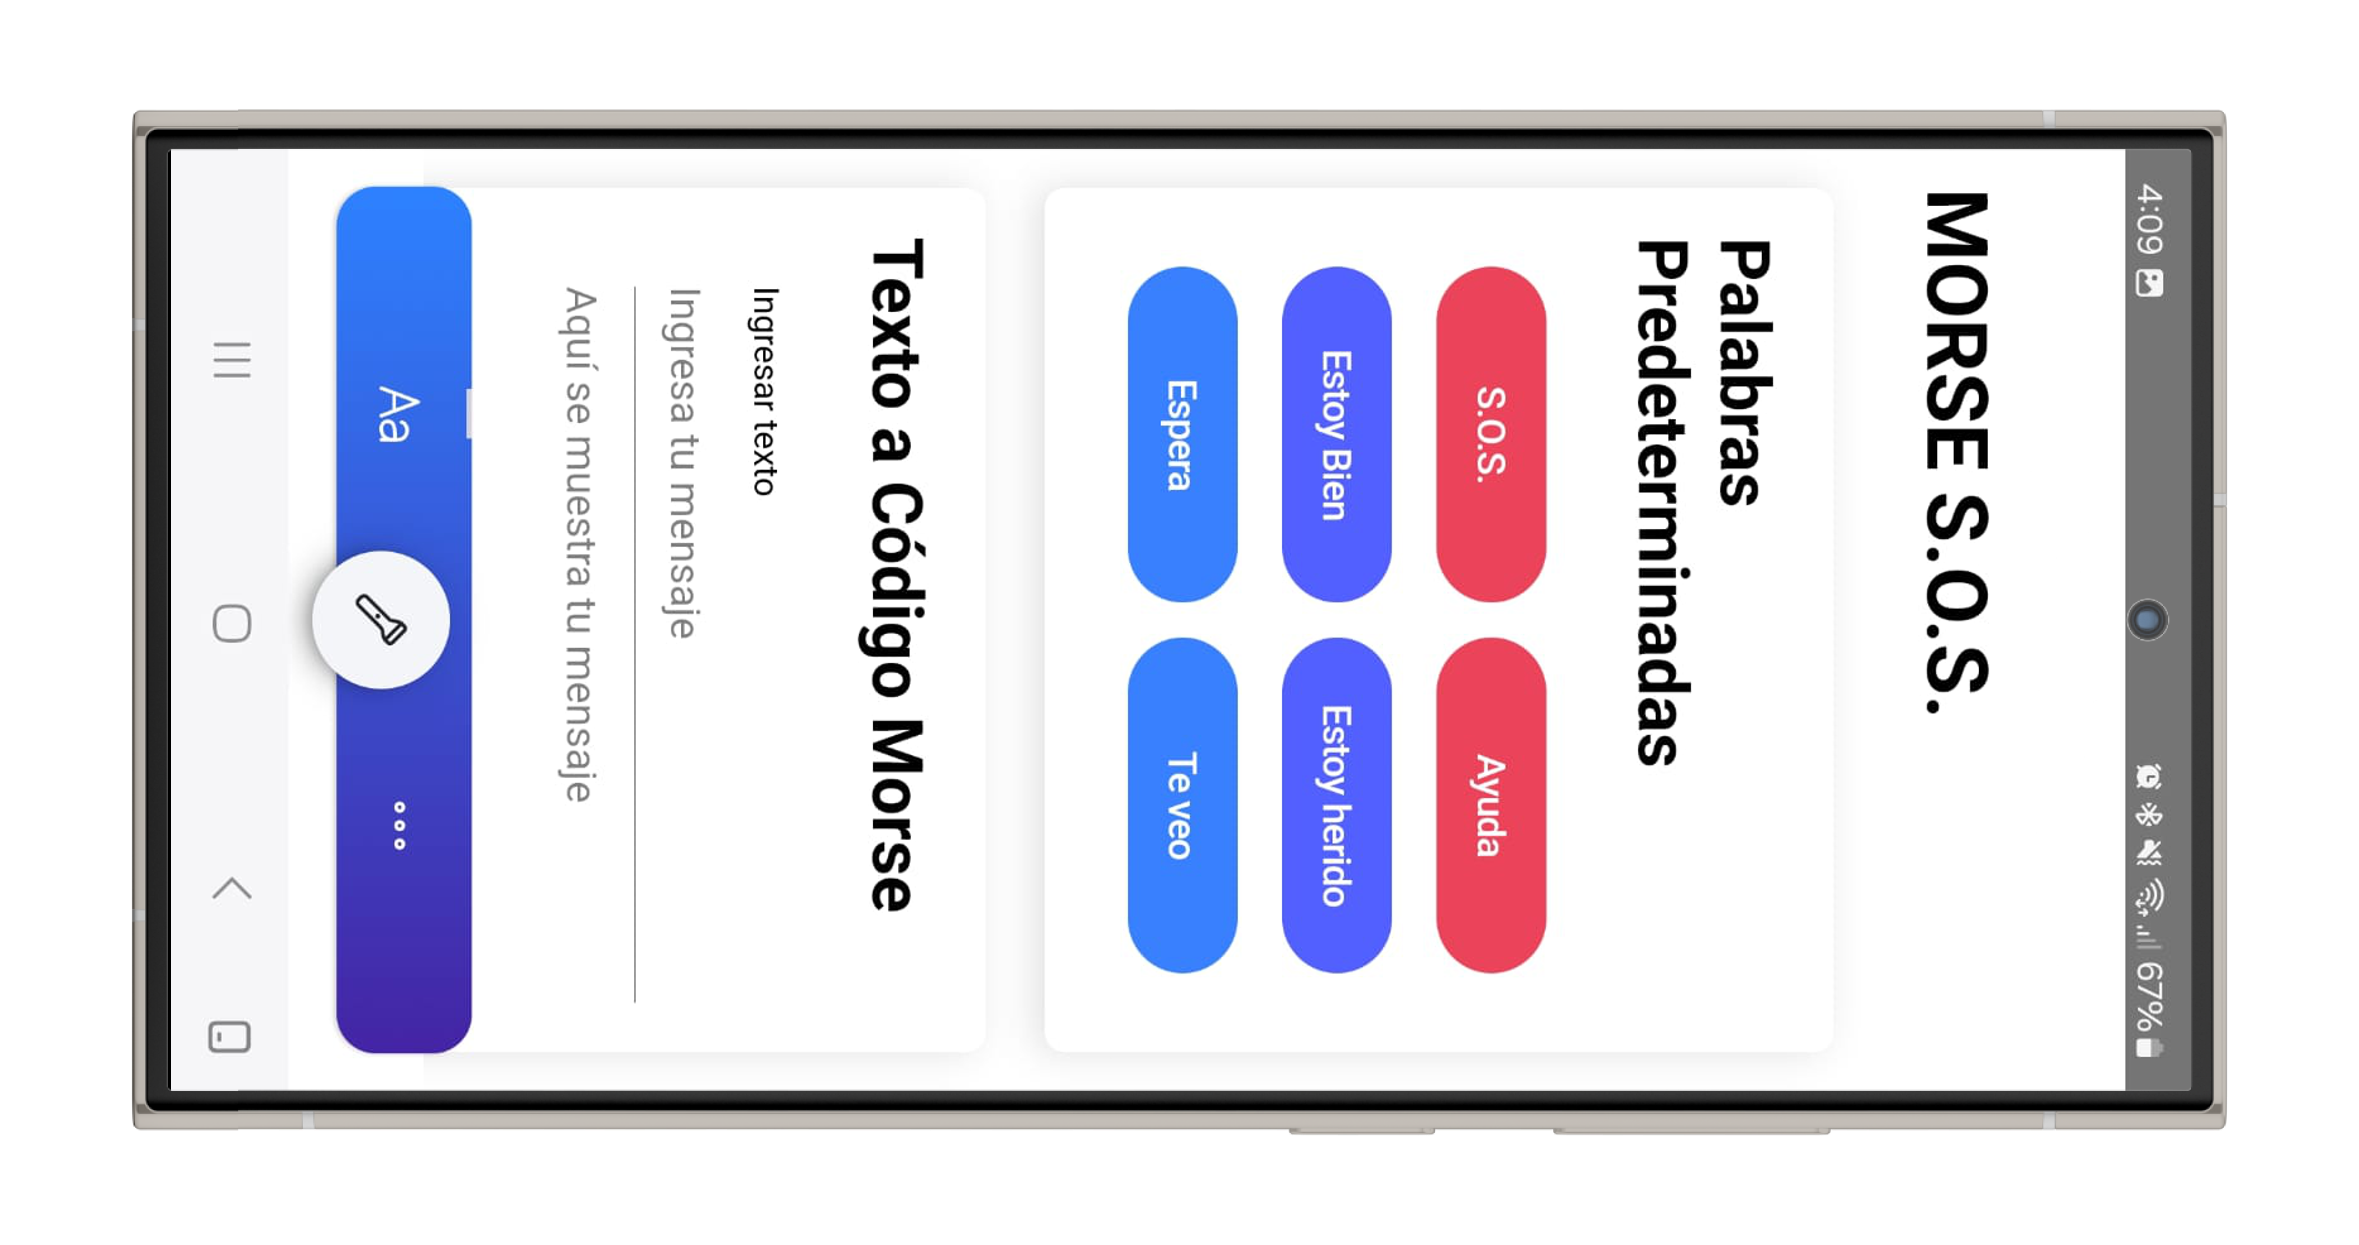 4:09
67%
MORSE S.O.S.
Palabras
Predeterminadas
S.O.S.
Ayuda
Estoy Bien
Estoy herido
Espera
Te veo
Texto a Código Morse
Ingresar texto
Ingresa tu mensaje
Aquí se muestra tu mensaje
Aa